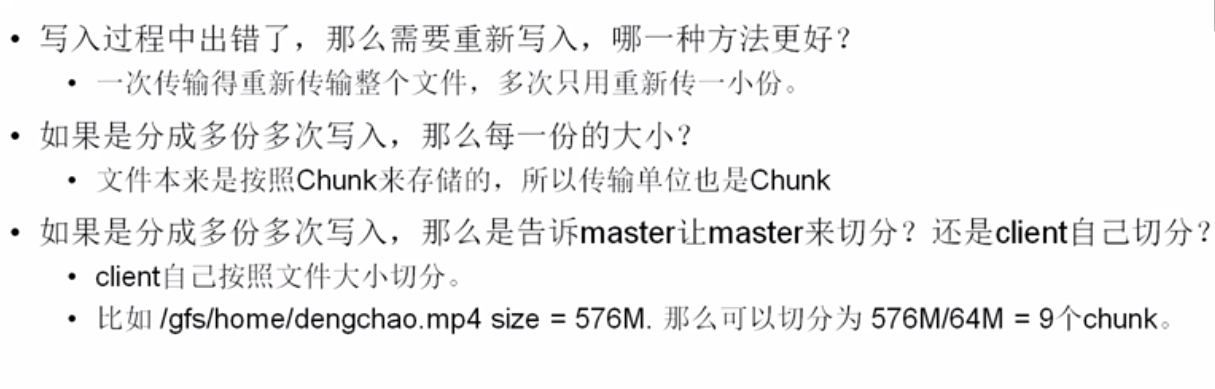 • 写入过程中出错了，那么需要重新写入，哪一种方法更好？
• 一次传输得重新传输整个文件，多次只用重新传一小份。
• 如果是分成多份多次写入，那么每一份的大小？
• 文件本来是按照Chunk来存储的，所以传输单位也是Chunk
• 如果是分成多份多次写入，那么是告诉master让master来切分？还是client自己切分？
• client自己按照文件大小切分。
• 比如 /gfs/home/dengchao.mp4 size = 576M. 那么可以切分为 576M/64M = 9个chunk。